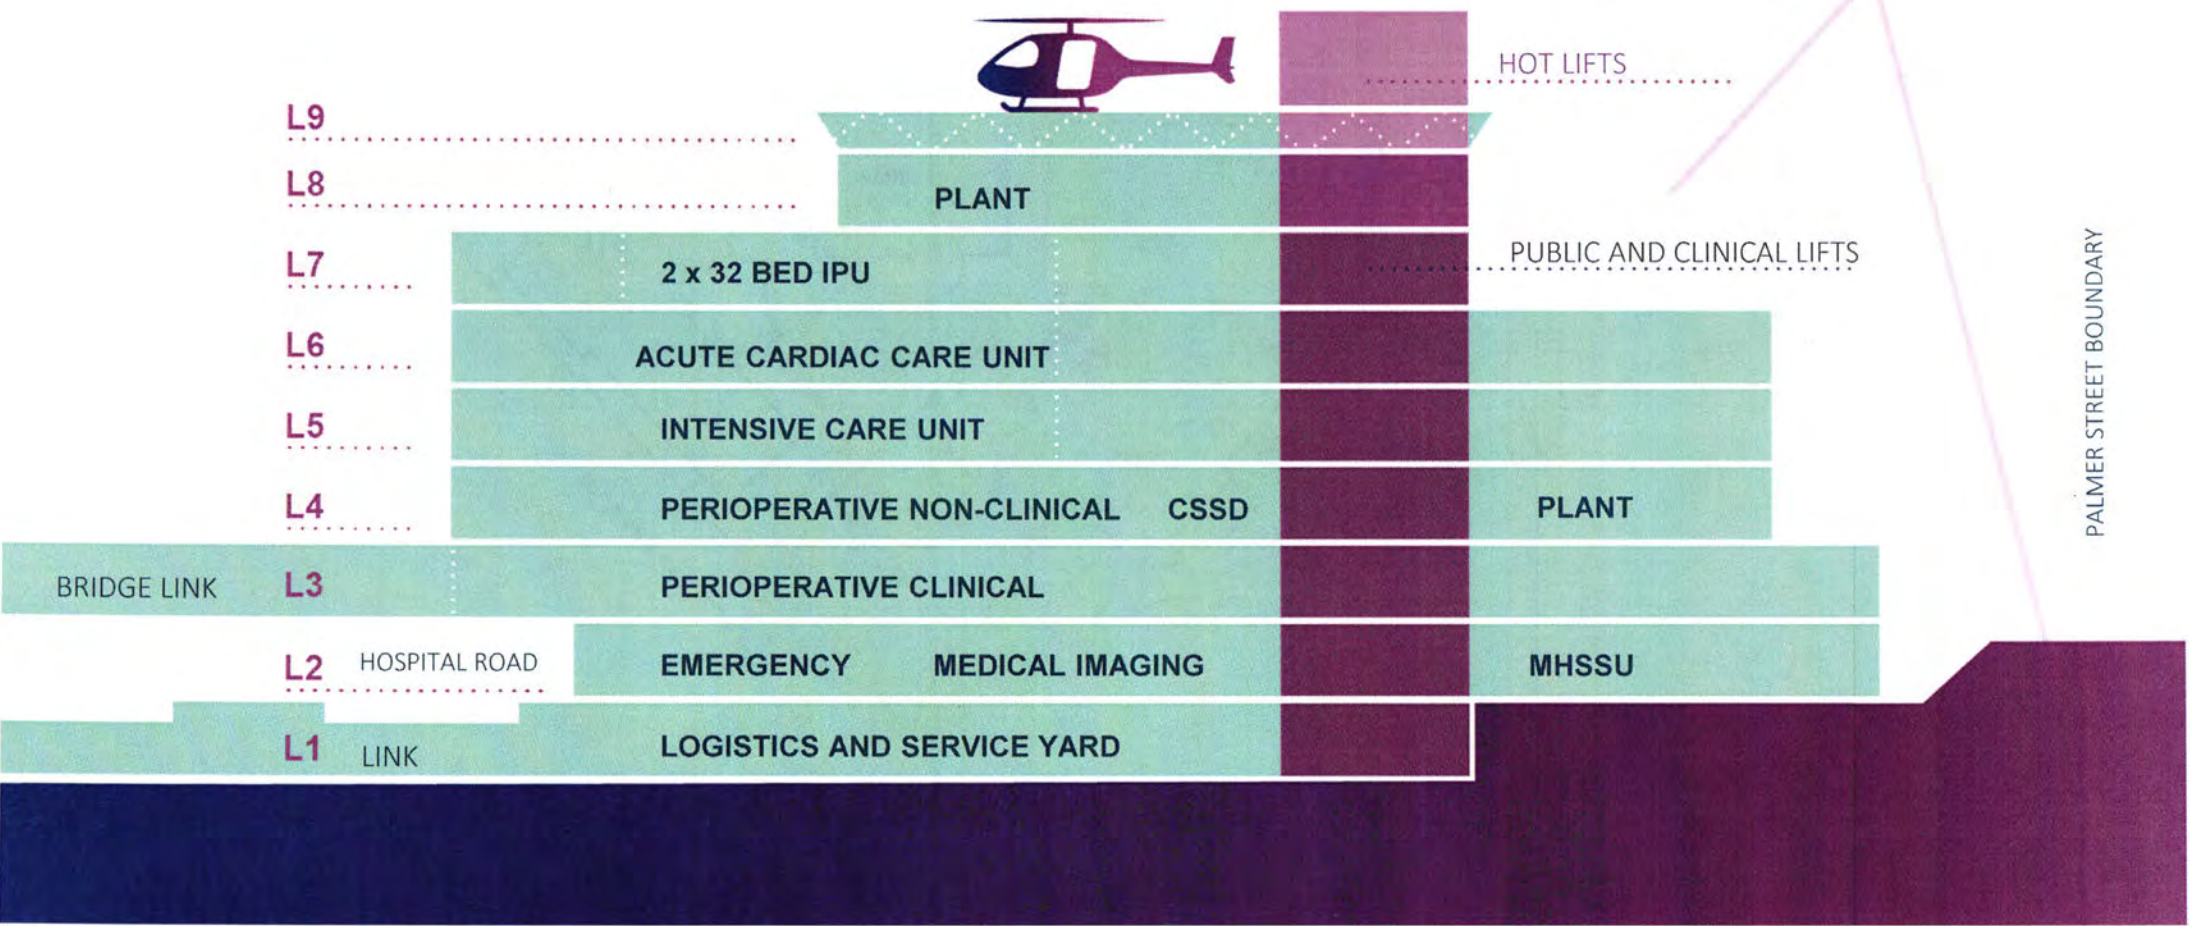 HOT LIFTS
L9
L8
PLANT
L7
2 x 32 BED IPU
PUBLIC AND CLINICAL LIFTS
L6
ACUTE CARDIAC CARE UNIT
L5
INTENSIVE CARE UNIT
L4
PERIOPERATIVE NON-CLINICAL CSSD PLANT
BRIDGE LINK L3 PERIOPERATIVE CLINICAL
L2 HOSPITAL ROAD EMERGENCY MEDICAL IMAGING MHSSU
L1 LINK LOGISTICS AND SERVICE YARD
PALMER STREET BOUNDARY